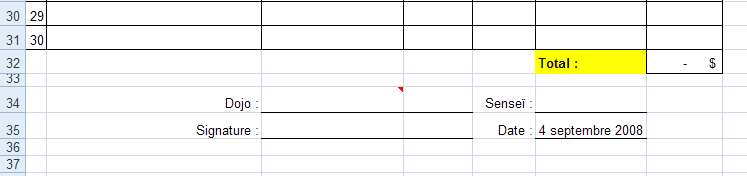 30 29
31 30
32 Total : - $
33
34 Dojo : Senseï :
35 Signature : Date : 4 septembre 2008
36
37